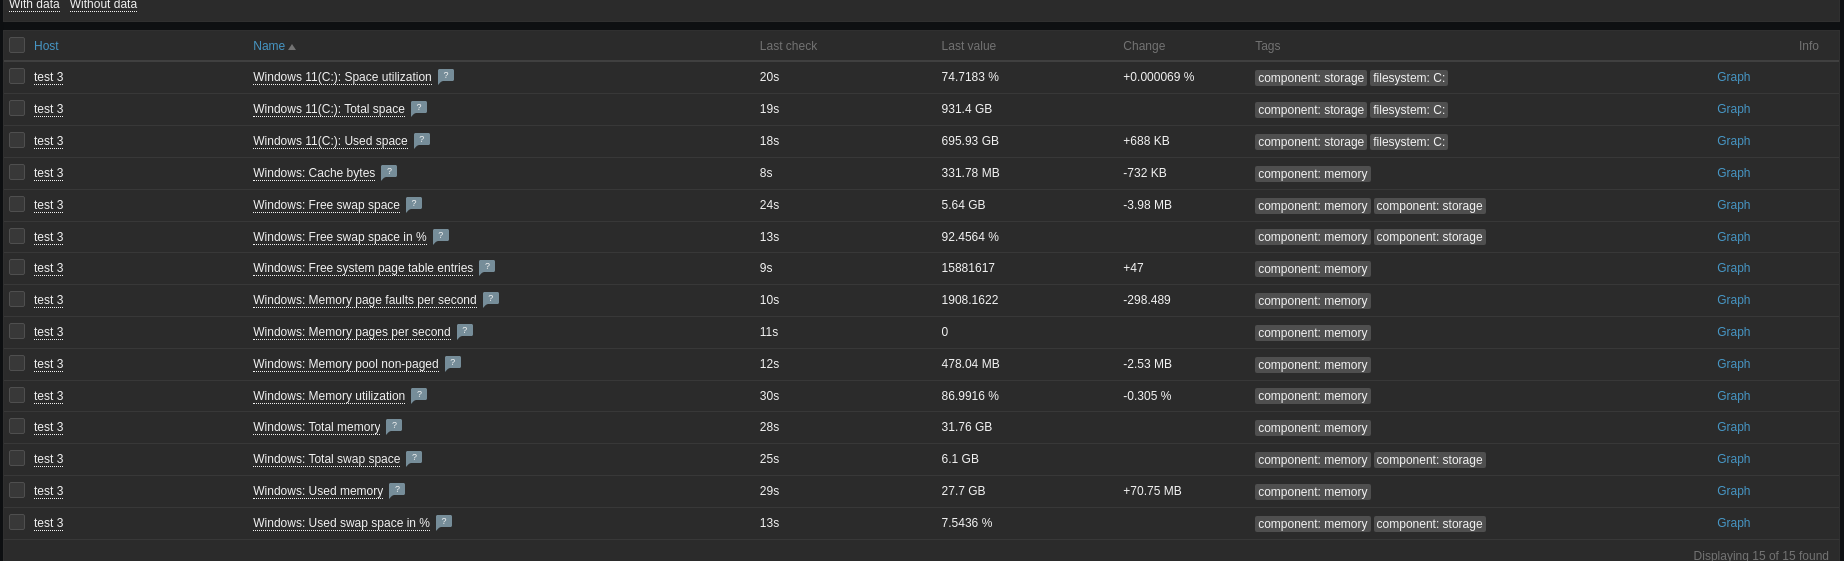 With data Without data
Host Name Last check Last value Change Tags Info
test 3 Windows 11(C:): Space utilization ? 20s 74.7183 % +0.000069 % component: storage filesystem: C: Graph
test 3 Windows 11(C:): Total space ? 19s 931.4 GB component: storage filesystem: C: Graph
test 3 Windows 11(C:): Used space ? 18s 695.93 GB +688 KB component: storage filesystem: C: Graph
test 3 Windows: Cache bytes ? 8s 331.78 MB -732 KB component: memory Graph
test 3 Windows: Free swap space ? 24s 5.64 GB -3.98 MB component: memory component: storage Graph
test 3 Windows: Free swap space in % ? 13s 92.4564 % component: memory component: storage Graph
test 3 Windows: Free system page table entries ? 9s 15881617 +47 component: memory Graph
test 3 Windows: Memory page faults per second ? 10s 1908.1622 -298.489 component: memory Graph
test 3 Windows: Memory pages per second ? 11s 0 component: memory Graph
test 3 Windows: Memory pool non-paged ? 12s 478.04 MB -2.53 MB component: memory Graph
test 3 Windows: Memory utilization ? 30s 86.9916 % -0.305 % component: memory Graph
test 3 Windows: Total memory ? 28s 31.76 GB component: memory Graph
test 3 Windows: Total swap space ? 25s 6.1 GB component: memory component: storage Graph
test 3 Windows: Used memory ? 29s 27.7 GB +70.75 MB component: memory Graph
test 3 Windows: Used swap space in % ? 13s 7.5436 % component: memory component: storage Graph
Displaying 15 of 15 found